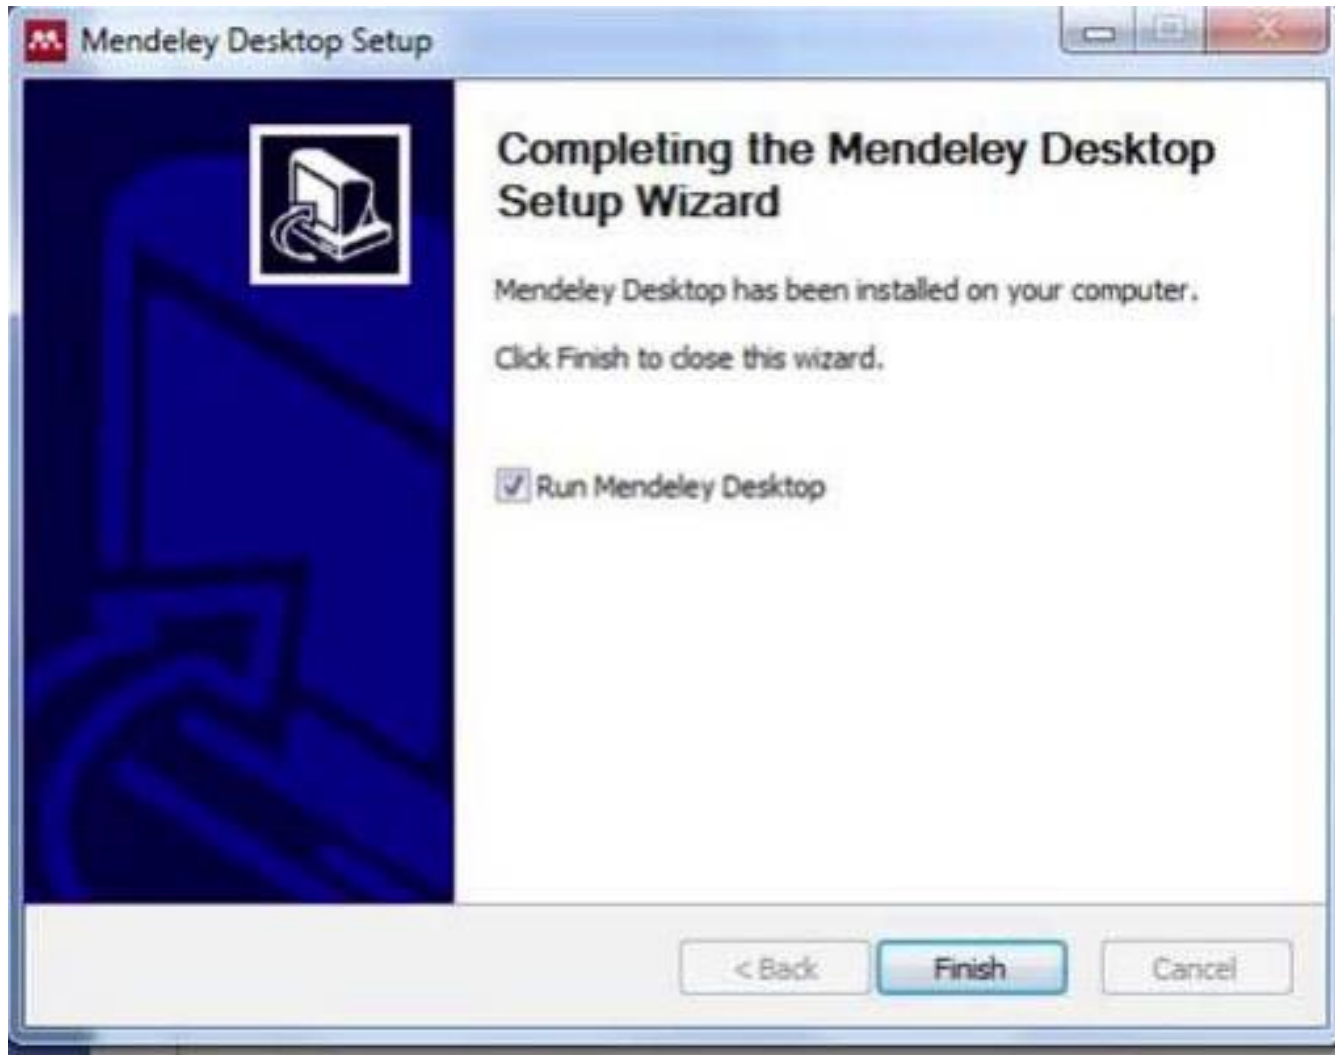 Mendeley Desktop Setup
Completing the Mendeley Desktop
Setup Wizard
Mendeley Desktop has been installed on your computer.
Click Finish to close this wizard.
Run Mendeley Desktop
< Back
Finish
Cancel